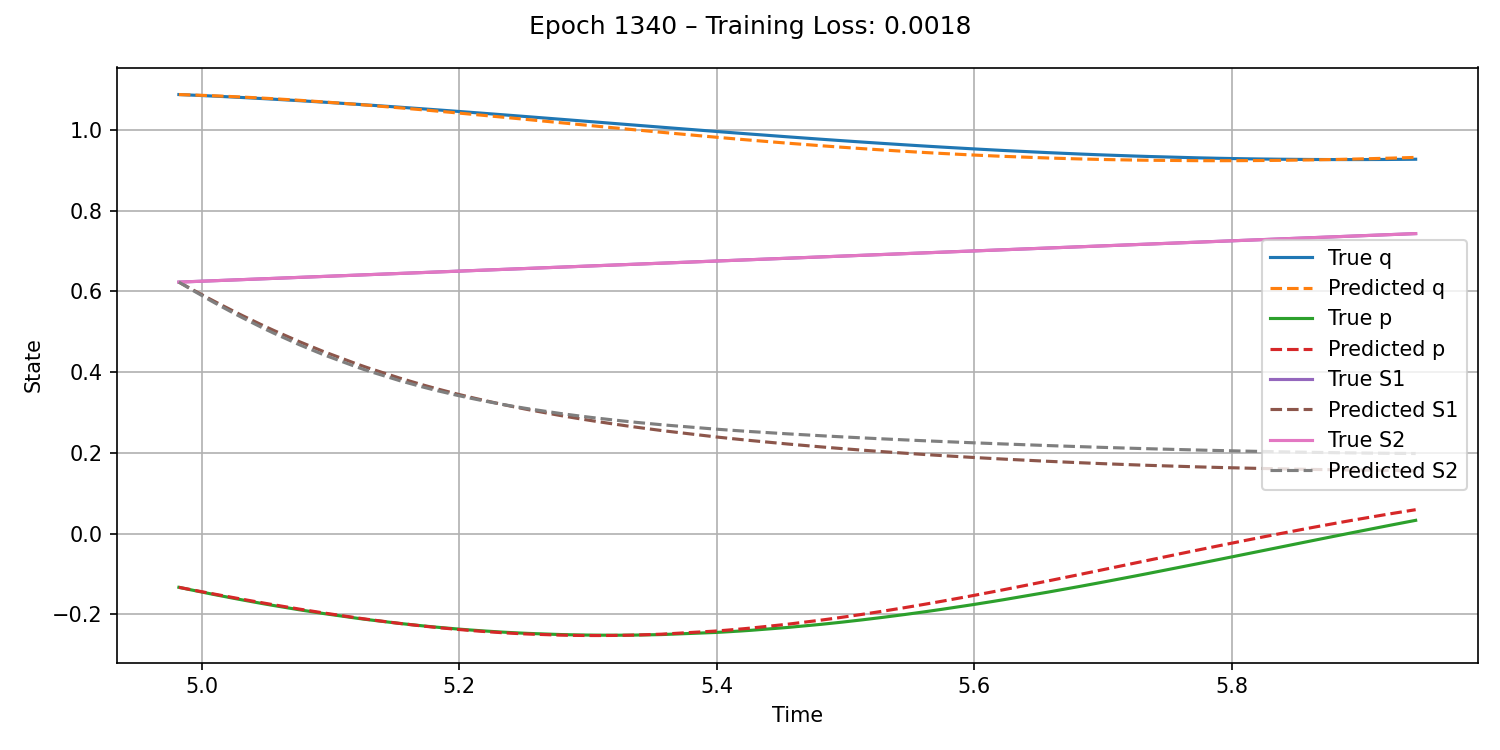 Epoch 1340 – Training Loss: 0.0018
1.0
0.8
0.6
0.4
0.2
0.0
−0.2
State
True q
Predicted q
True p
Predicted p
True S1
Predicted S1
True S2
Predicted S2
5.0 5.2 5.4 5.6 5.8
Time